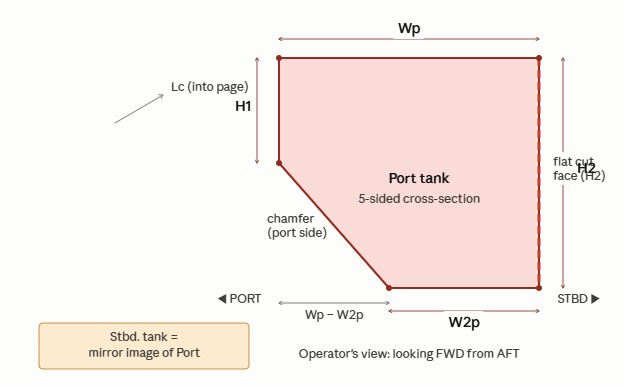 Wp
Lc (into page)
H1
flat cut
face (H2)
H2
Port tank
5-sided cross-section
chamfer
(port side)
◀ PORT
STBD ▶
Wp − W2p
W2p
Stbd. tank =
mirror image of Port
Operator's view: looking FWD from AFT